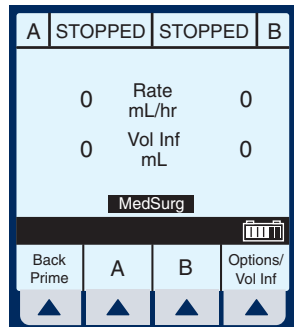 A STOPPED STOPPED B
0 Rate mL/hr 0
0 Vol Inf mL 0
MedSurg
Back Prime A B Options/ Vol Inf